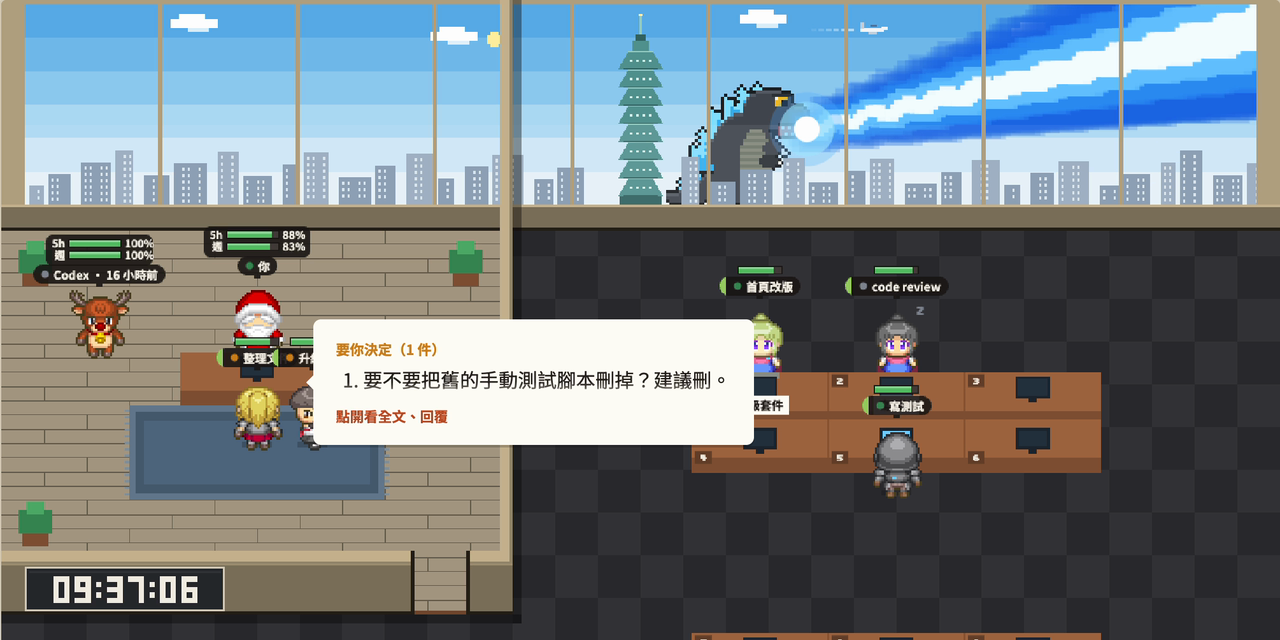 5h 100%
週 100%
Codex • 16 小時前
5h 88%
週 83%
你
整理
升
要你決定（1 件）
1. 要不要把舊的手動測試腳本刪掉？建議刪。
點開看全文、回覆
首頁改版
code review
z
2
3
套件
寫測試
4
5
6
09:37:06